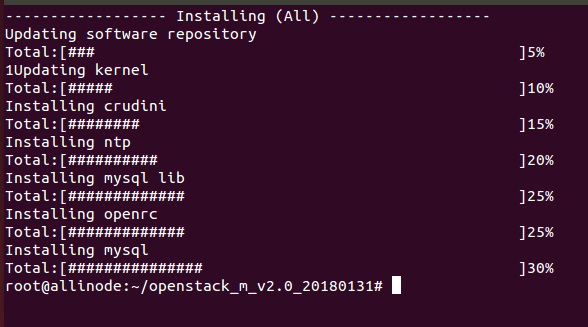 ------------------ Installing (All) ------------------
Updating software repository
Total:[### ]5%
1Updating kernel
Total:[##### ]10%
Installing crudini
Total:[######## ]15%
Installing ntp
Total:[########## ]20%
Installing mysql lib
Total:[############# ]25%
Installing openrc
Total:[############# ]25%
Installing mysql
Total:[############### ]30%
root@allinode:~/openstack_m_v2.0_20180131#